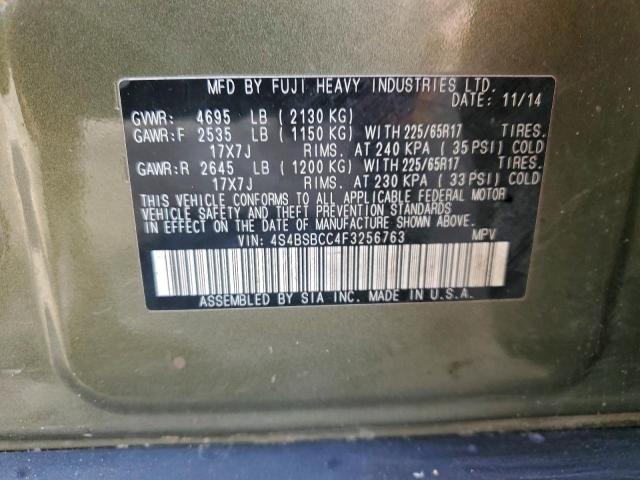 MFD BY FUJI HEAVY INDUSTRIES LTD.
DATE: 11/14
GVWR: 4695 LB (2130 KG)
GAWR:F 2535 LB (1150 KG) WITH 225/65R17 TIRES.
17X7J RIMS. AT 240 KPA (35 PSI) COLD
GAWR:R 2645 LB (1200 KG) WITH 225/65R17 TIRES.
17X7J RIMS. AT 230 KPA (33 PSI) COLD
THIS VEHICLE CONFORMS TO ALL APPLICABLE FEDERAL MOTOR
VEHICLE SAFETY AND THEFT PREVENTION STANDARDS
IN EFFECT ON THE DATE OF MANUFACTURE SHOWN ABOVE.
VIN: 4S4BSBCC4F3256763 MPV
ASSEMBLED BY SIA INC. MADE IN U.S.A.